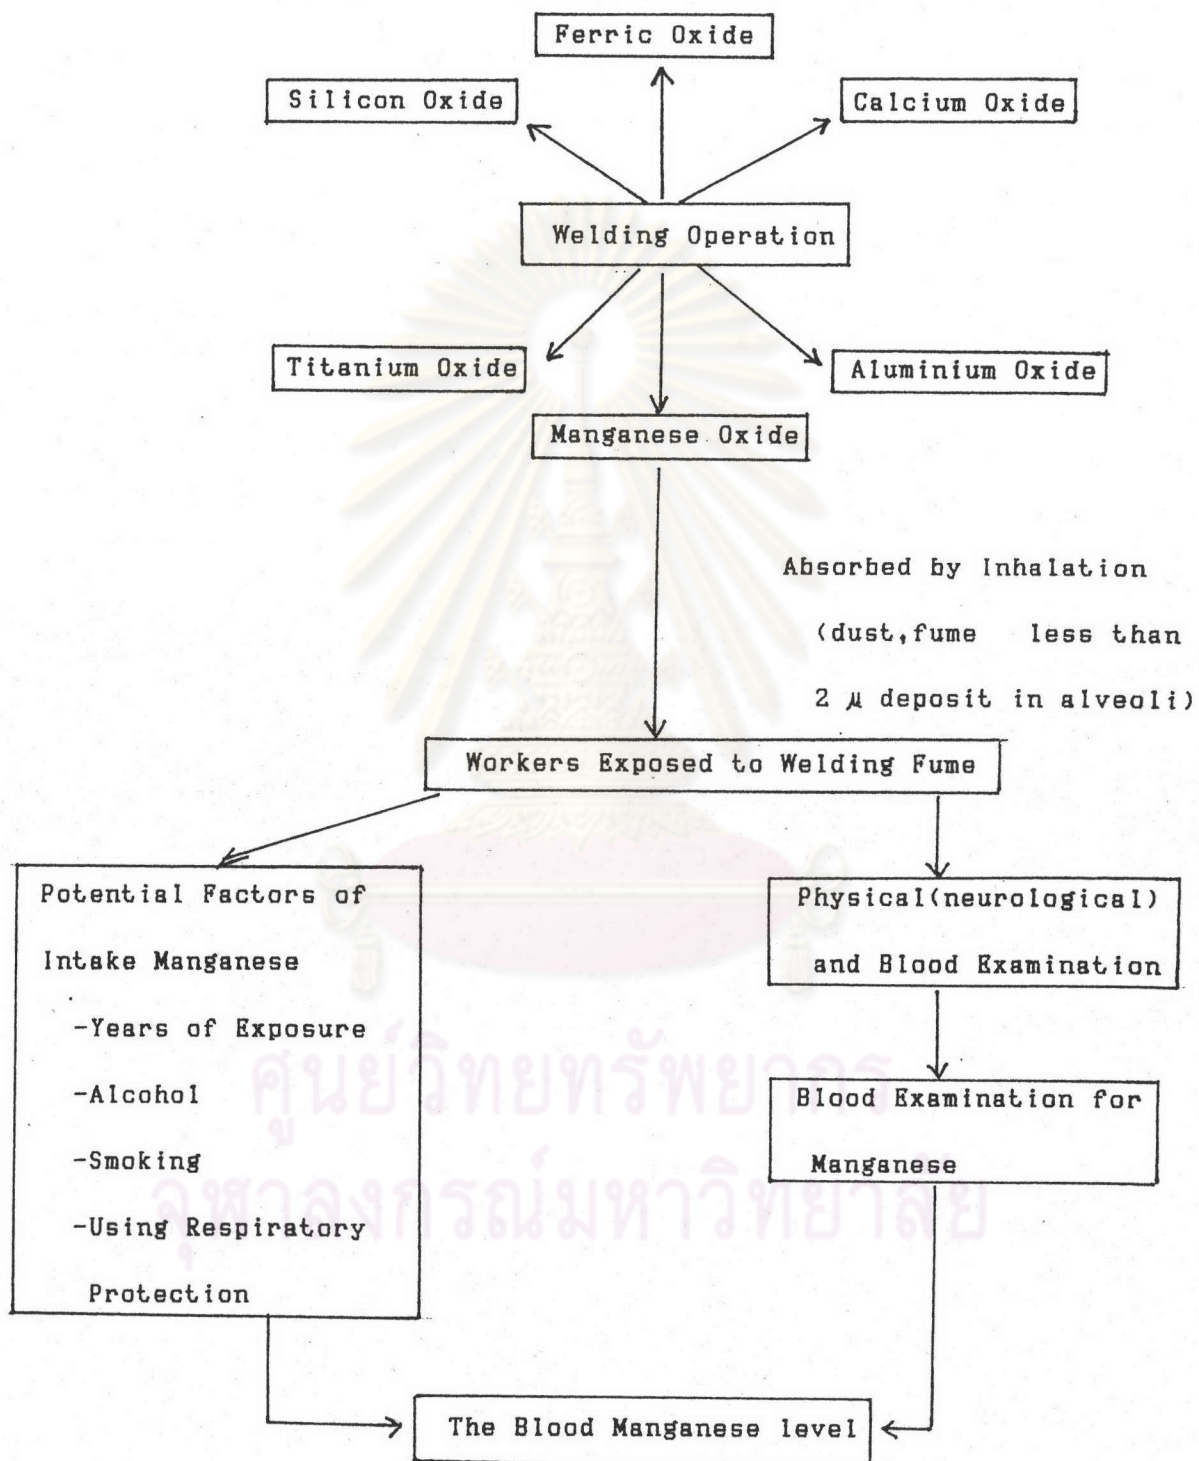 Ferric Oxide
Silicon Oxide
Calcium Oxide
Welding Operation
Titanium Oxide
Aluminium Oxide
Manganese Oxide
Absorbed by Inhalation
(dust,fume less than
2 μ deposit in alveoli)
Workers Exposed to Welding Fume
Potential Factors of
Intake Manganese
-Years of Exposure
-Alcohol
-Smoking
-Using Respiratory
Protection
Physical(neurological)
and Blood Examination
Blood Examination for
Manganese
The Blood Manganese level
ศูนย์วิทยทรัพยากร
จุฬาลงกรณ์มหาวิทยาลัย